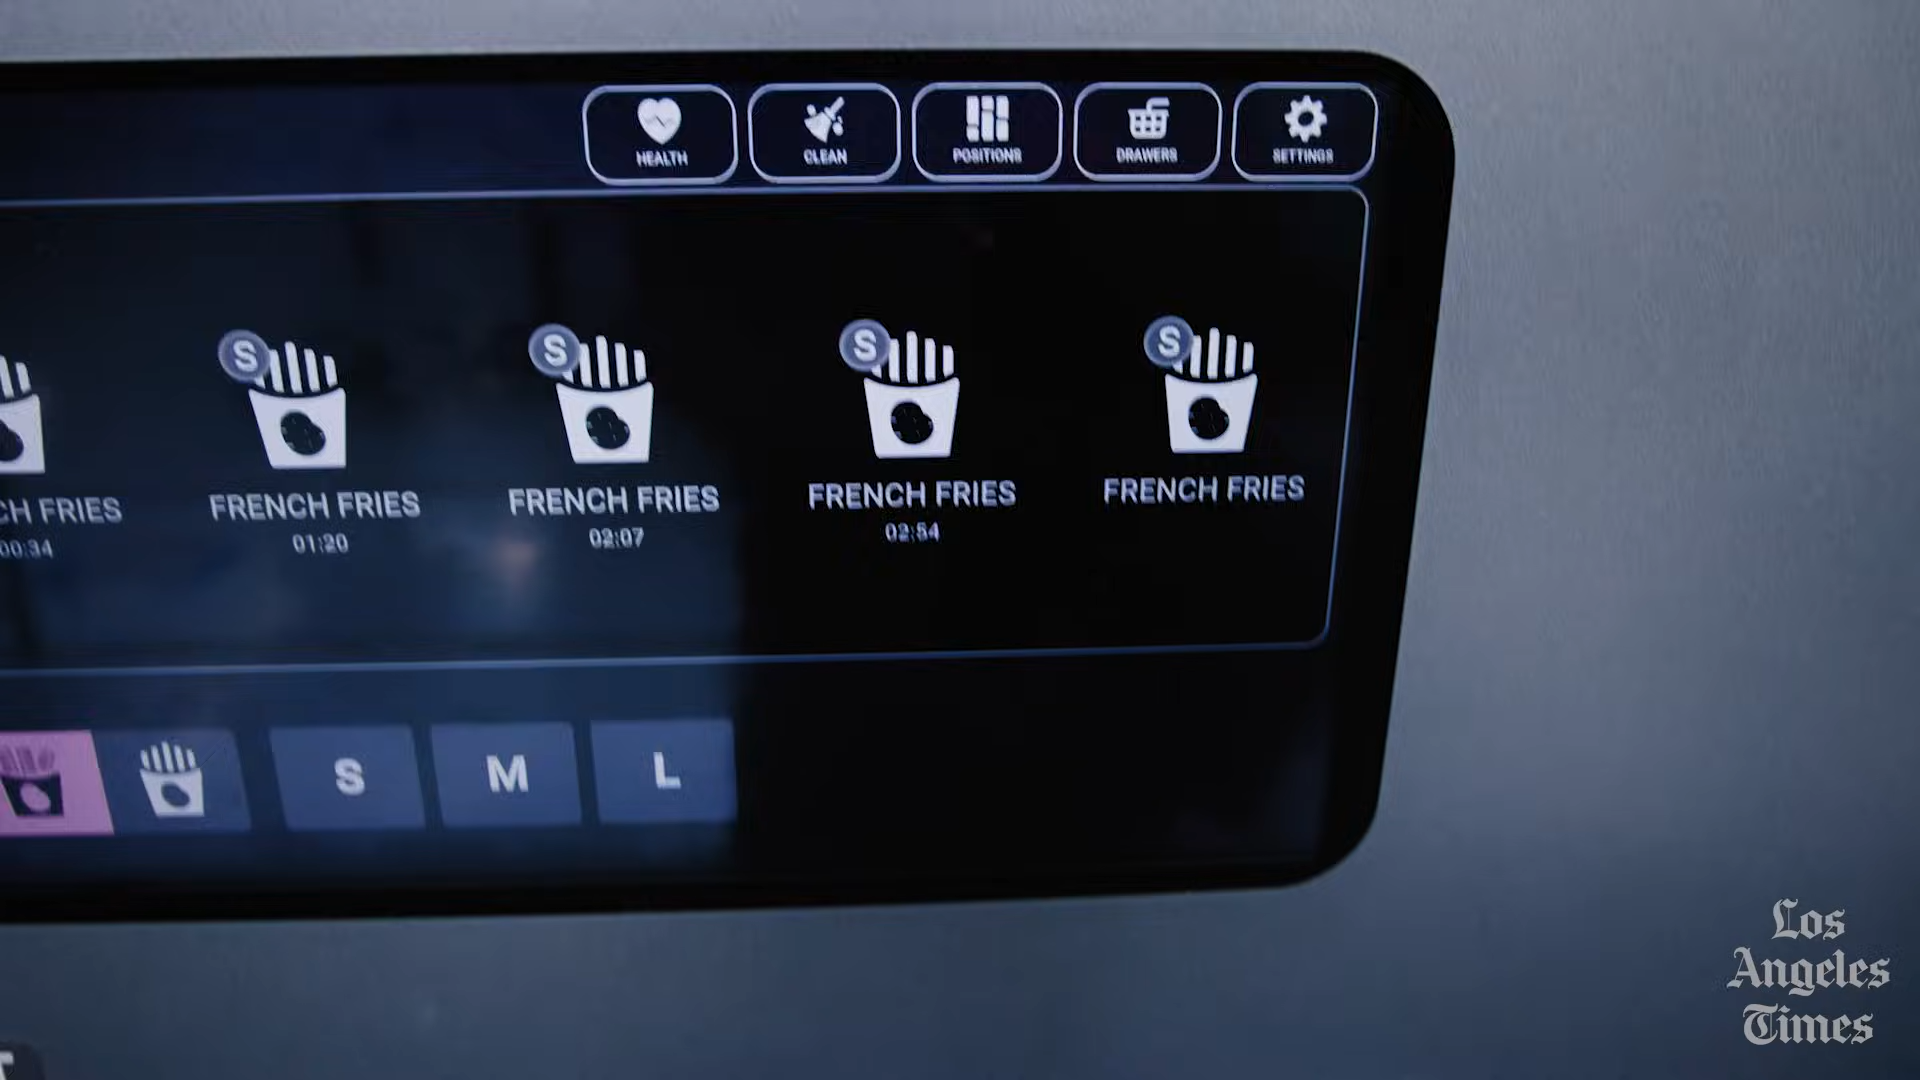 HEALTH
CLEAN
POSITIONS
DRAWERS
SETTINGS
S
S
S
S
CH FRIES
FRENCH FRIES
FRENCH FRIES
FRENCH FRIES
FRENCH FRIES
00:34
01:20
02:07
02:54
S
M
L
Los
Angeles
Times